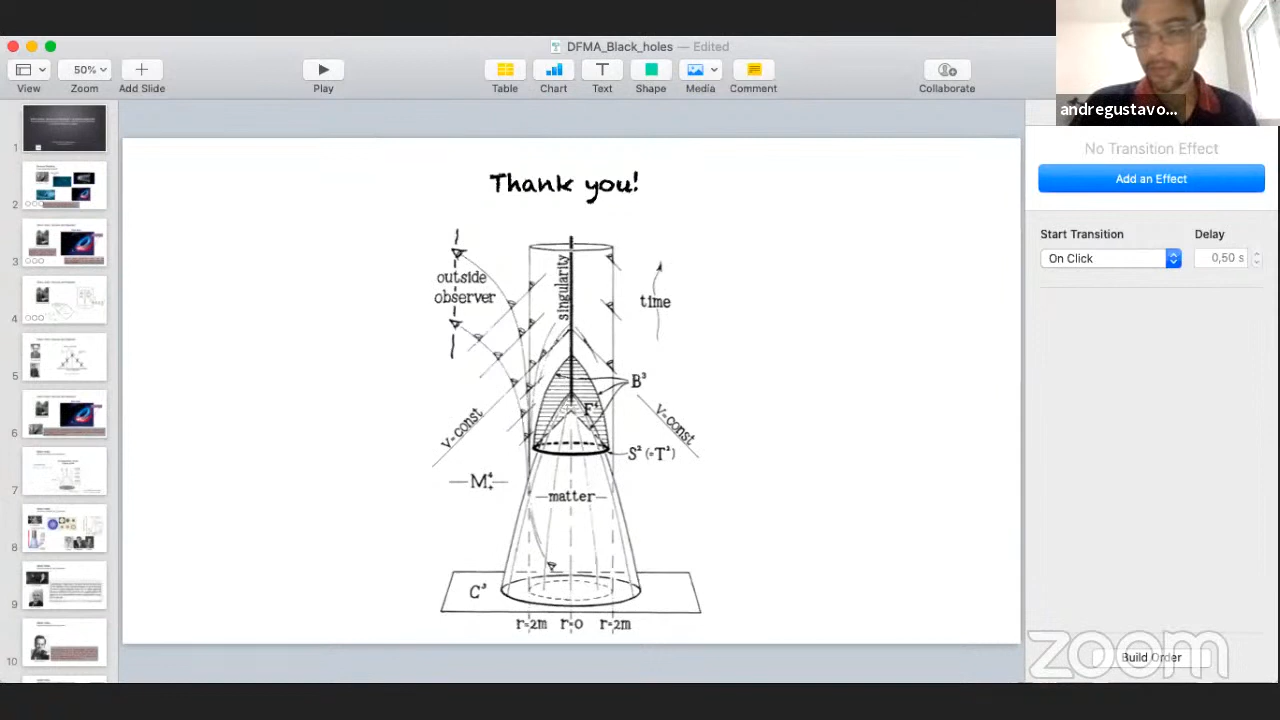 DFMA_Black_holes — Edited
50%
View
Zoom
Add Slide
Play
Table
Chart
Text
Shape
Media
Comment
Collaborate
andregustavo...
No Transition Effect
Add an Effect
Start Transition
Delay
On Click
0,50 s
Build Order
zoom
1
2
3
4
5
6
7
8
9
10
Thank you!
outside
observer
singularity
time
B³
F⁴
V=const
V=const
S² (=T²)
M⁴₊
matter
C³
r=2m
r=0
r=2m